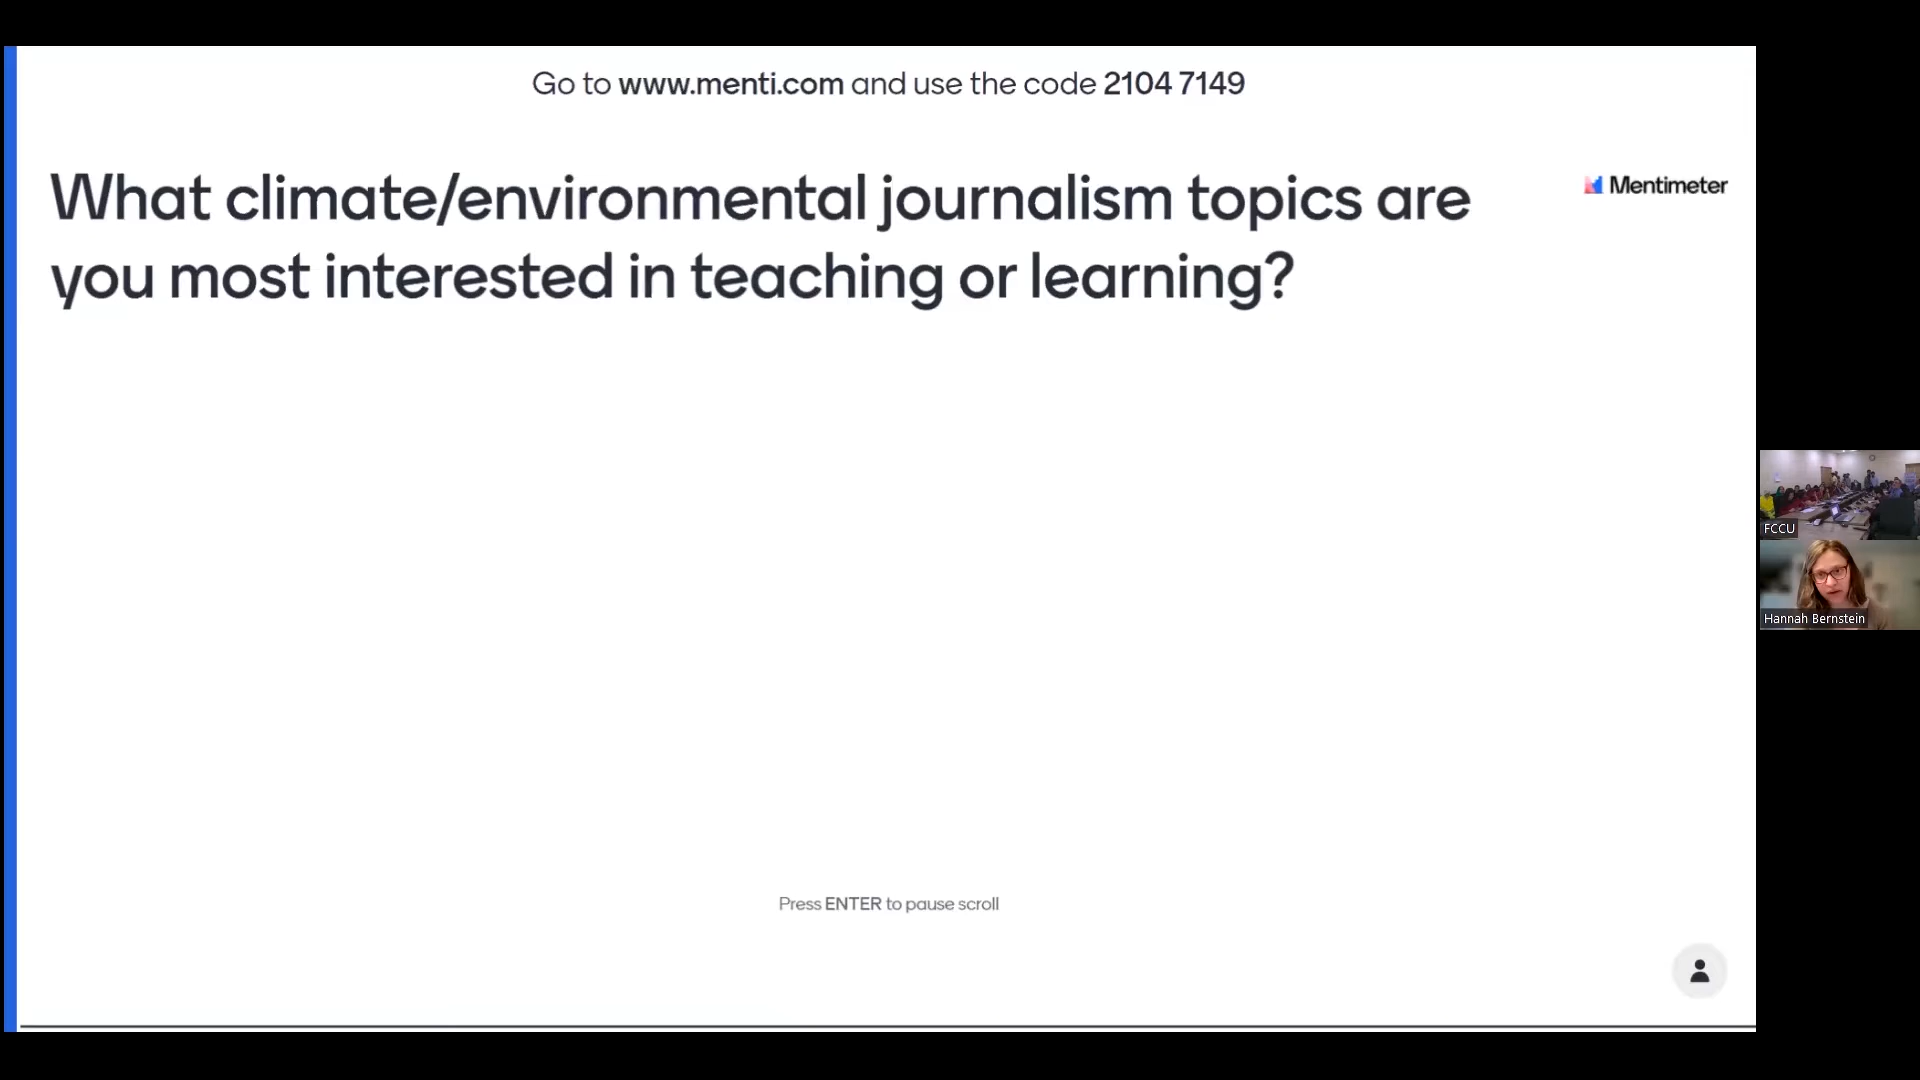 Go to www.menti.com and use the code 2104 7149
What climate/environmental journalism topics are
you most interested in teaching or learning?
Mentimeter
Press ENTER to pause scroll
FCCU
Hannah Bernstein